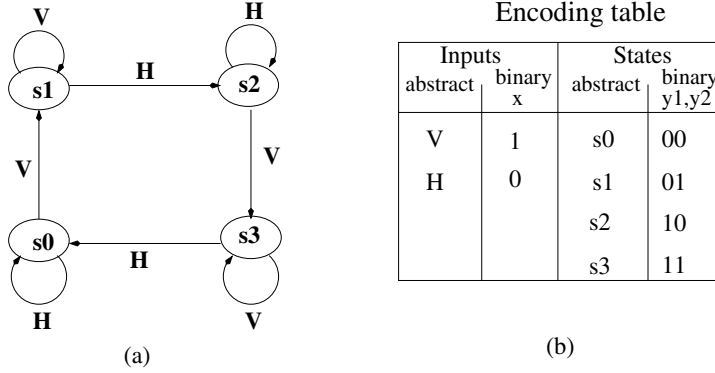 V
H
s1
H
s2
V
V
s0
H
s3
H
V
(a)
Encoding table
Inputs States
abstract binary abstract binary
x y1,y2
V 1 s0 00
H 0 s1 01
s2 10
s3 11
(b)